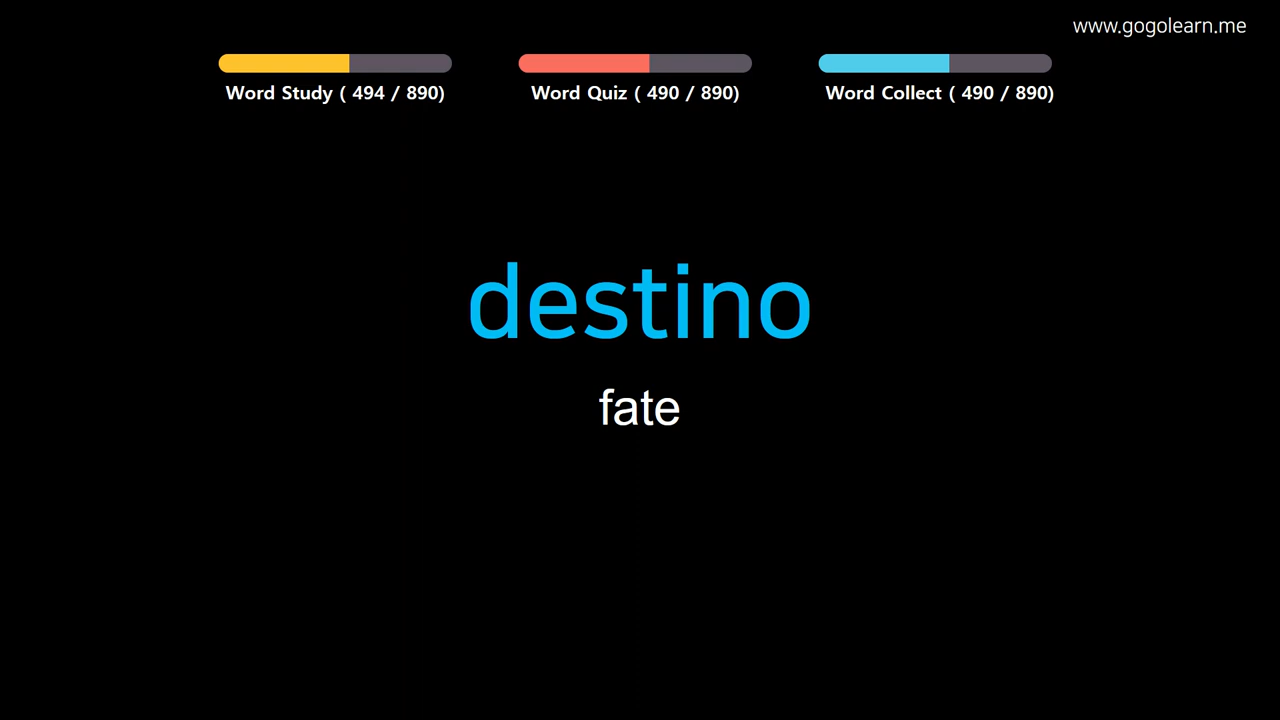 www.gogolearn.me
Word Study ( 494 / 890)
Word Quiz ( 490 / 890)
Word Collect ( 490 / 890)
destino
fate